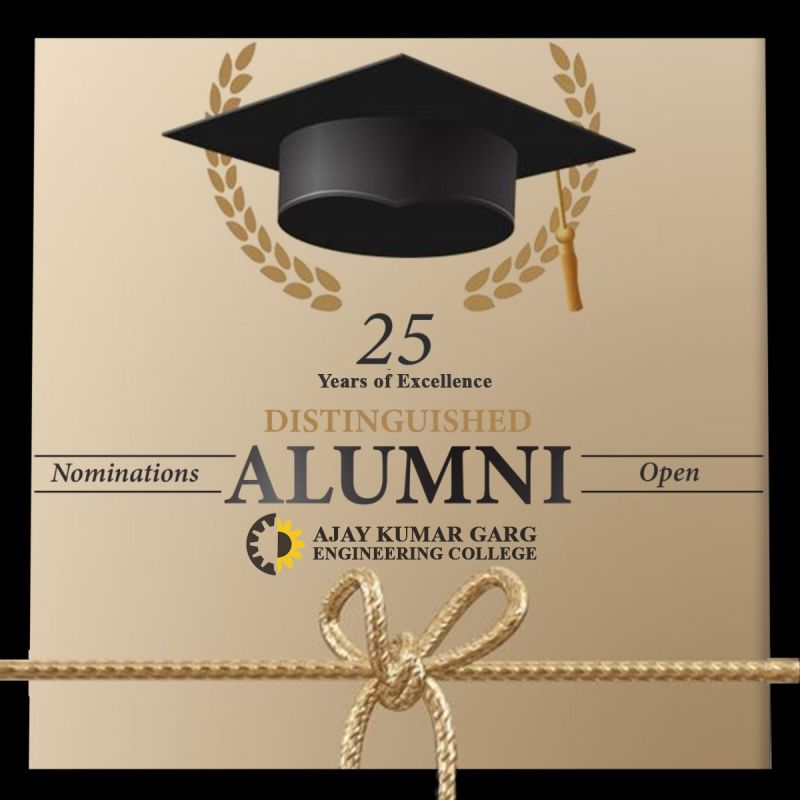 25
Years of Excellence
DISTINGUISHED
Nominations ALUMNI Open
AJAY KUMAR GARG
ENGINEERING COLLEGE